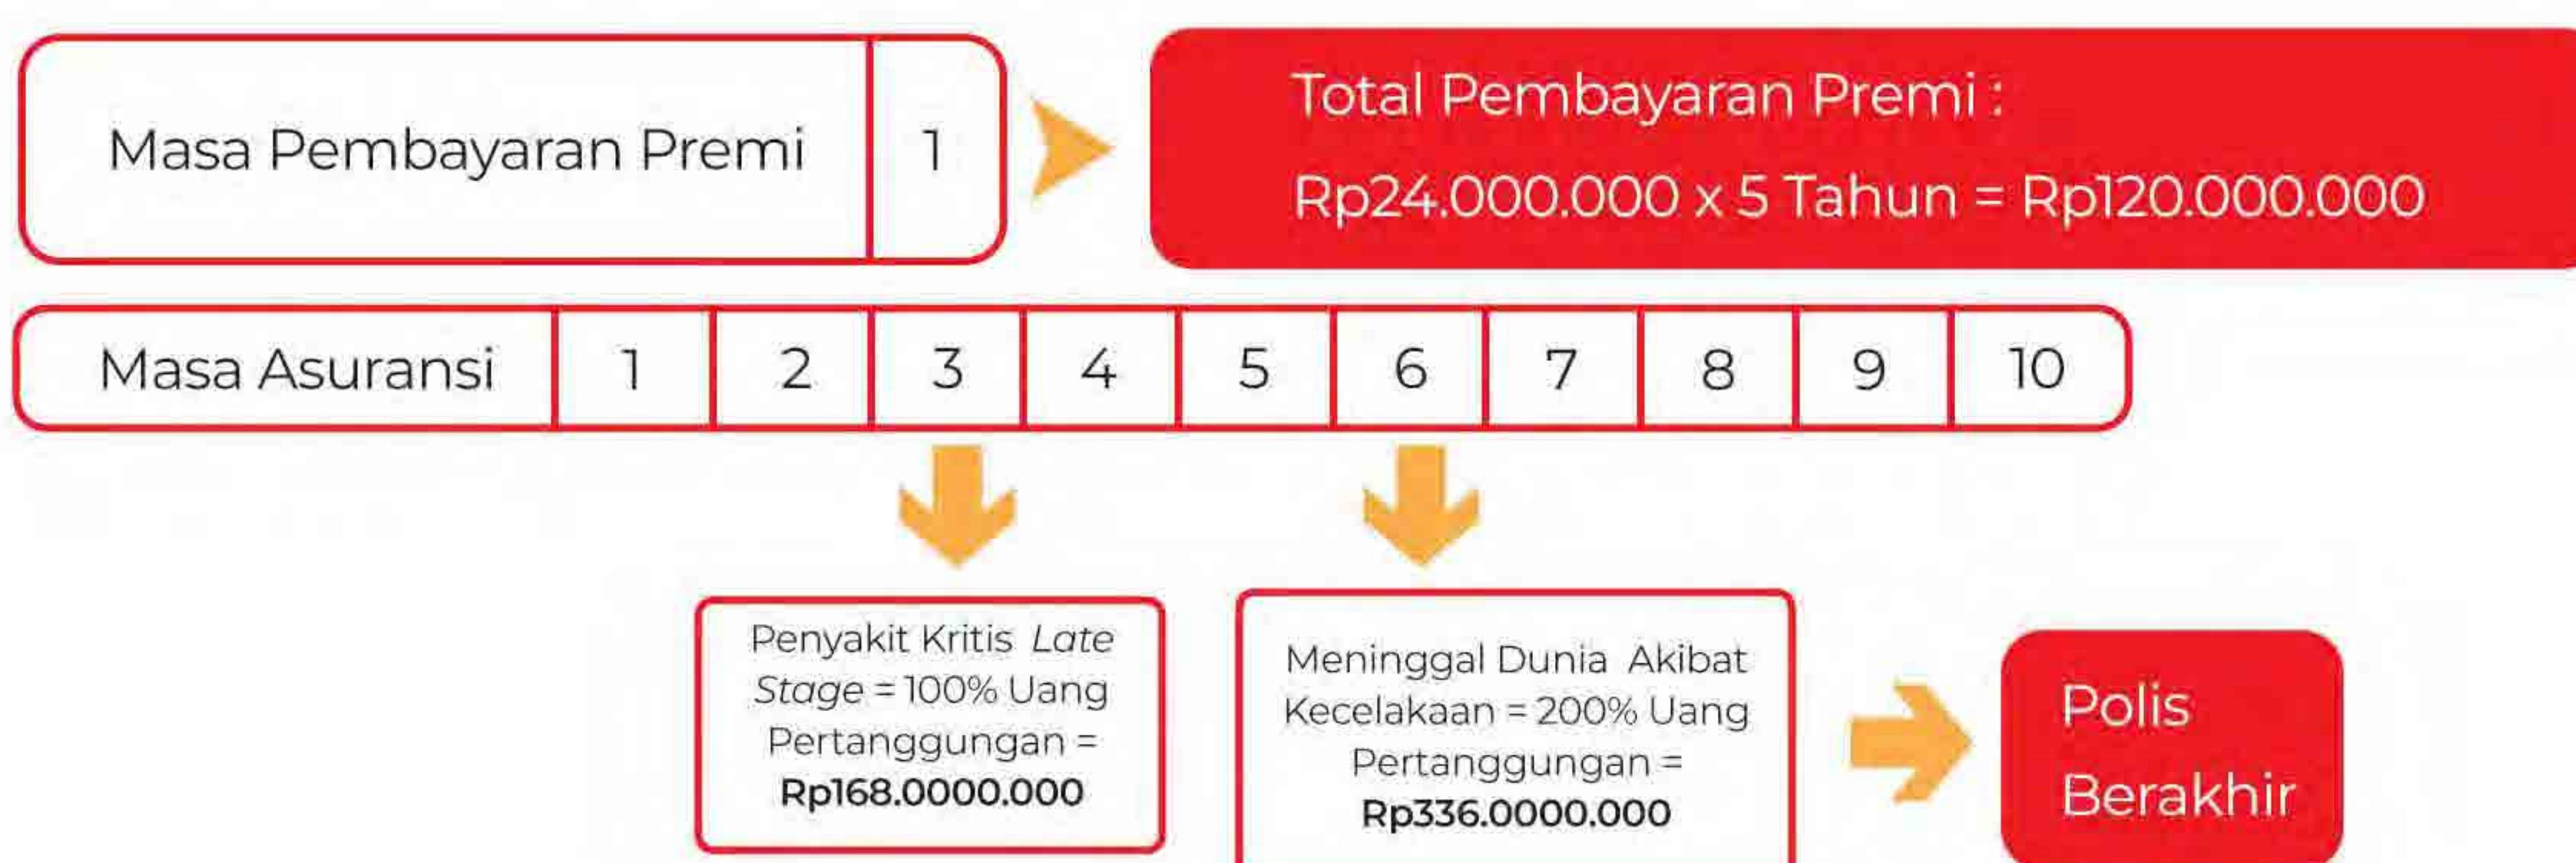 Masa Pembayaran Premi 1
Total Pembayaran Premi :
Rp24.000.000 x 5 Tahun = Rp120.000.000
Masa Asuransi 1 2 3 4 5 6 7 8 9 10
Penyakit Kritis Late
Stage = 100% Uang
Pertanggungan =
Rp168.0000.000
Meninggal Dunia Akibat
Kecelakaan = 200% Uang
Pertanggungan =
Rp336.0000.000
Polis
Berakhir